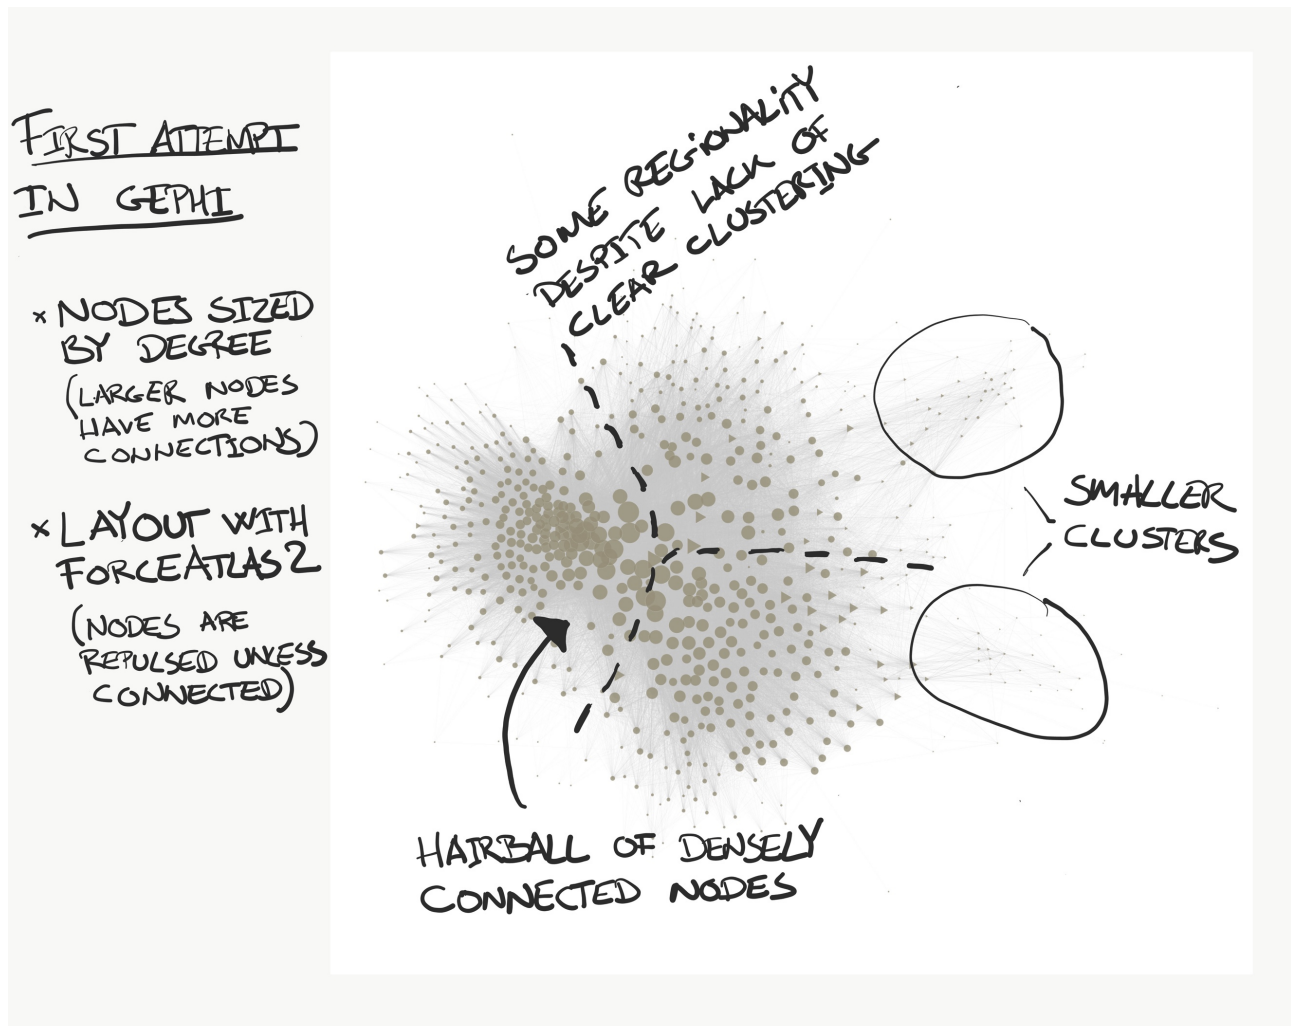 FIRST ATTEMPT
IN GEPHI
× NODES SIZED
BY DEGREE
(LARGER NODES
HAVE MORE
CONNECTIONS)
× LAYOUT WITH
FORCEATLAS2
(NODES ARE
REPULSED UNLESS
CONNECTED)
SOME REGIONALITY
DESPITE LACK OF
CLEAR CLUSTERING
SMALLER
CLUSTERS
HAIRBALL OF DENSELY
CONNECTED NODES